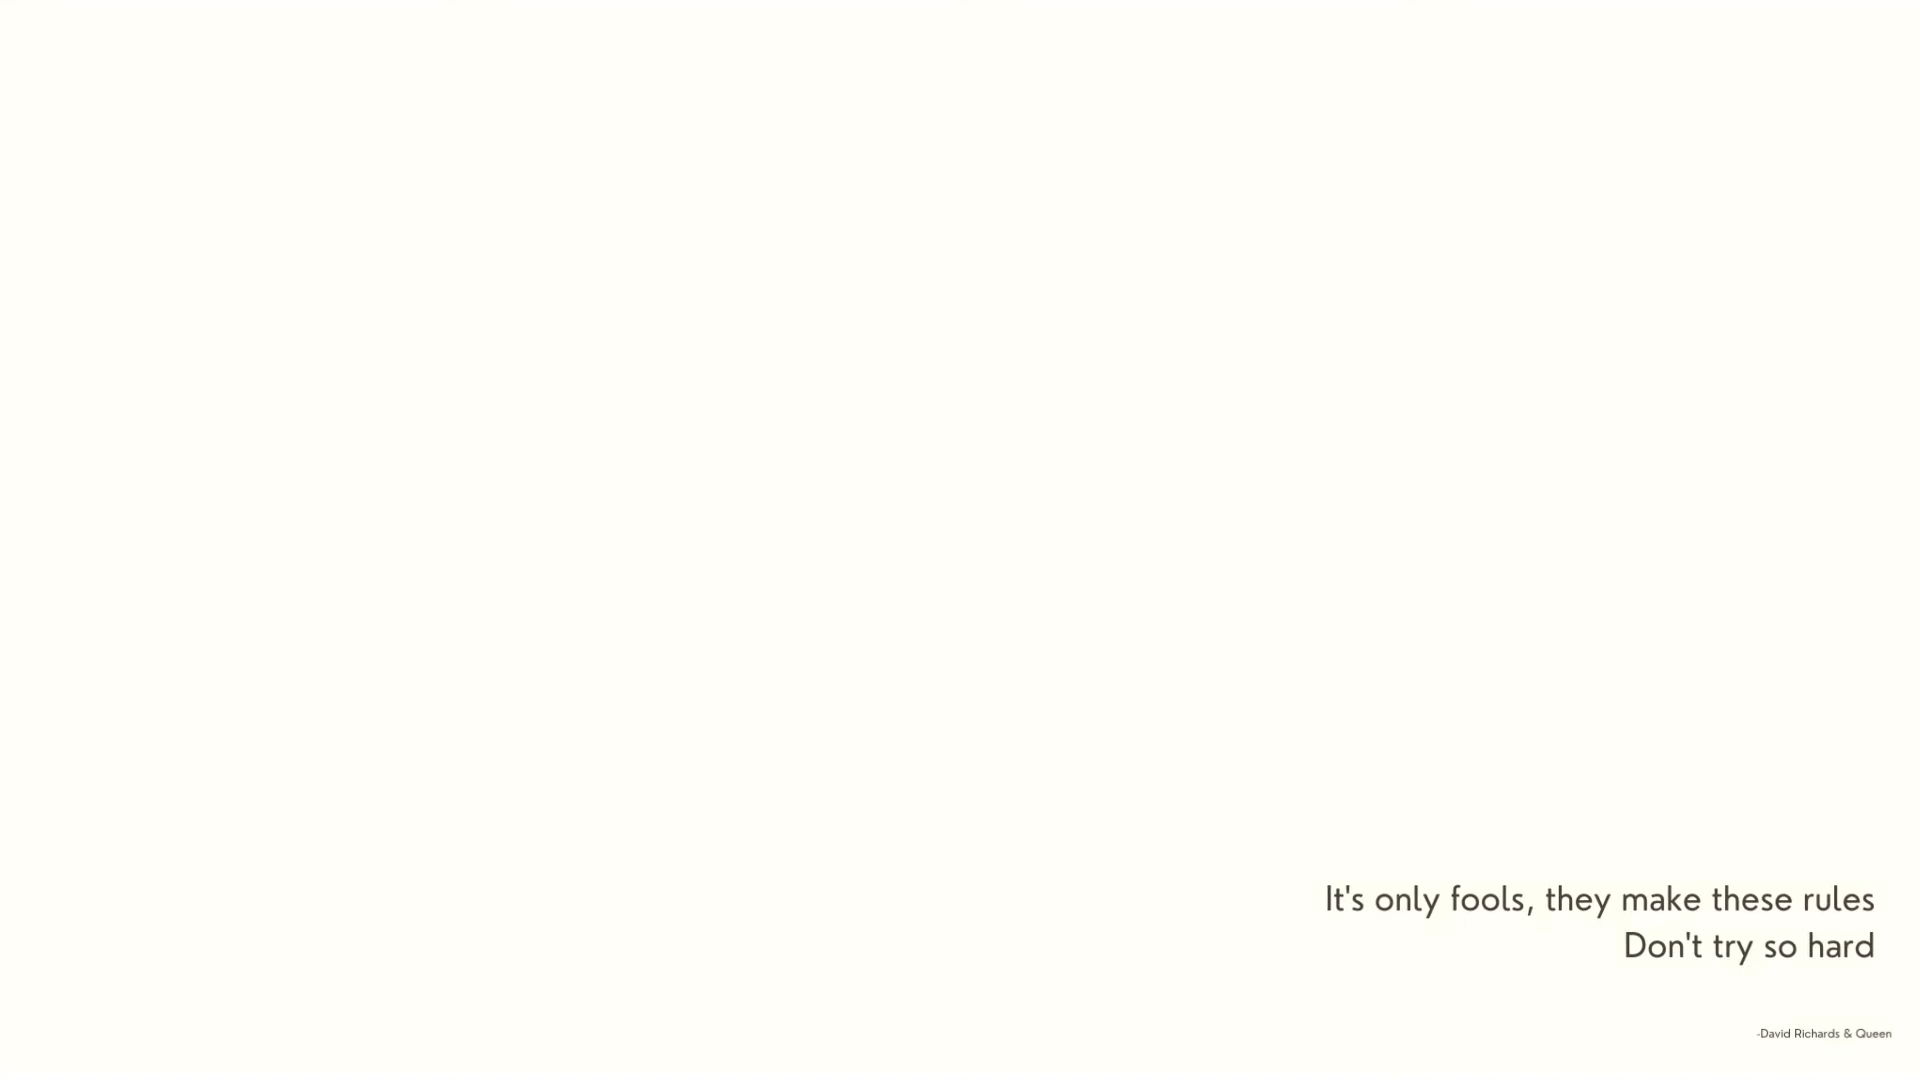 It's only fools, they make these rules
Don't try so hard
-David Richards & Queen